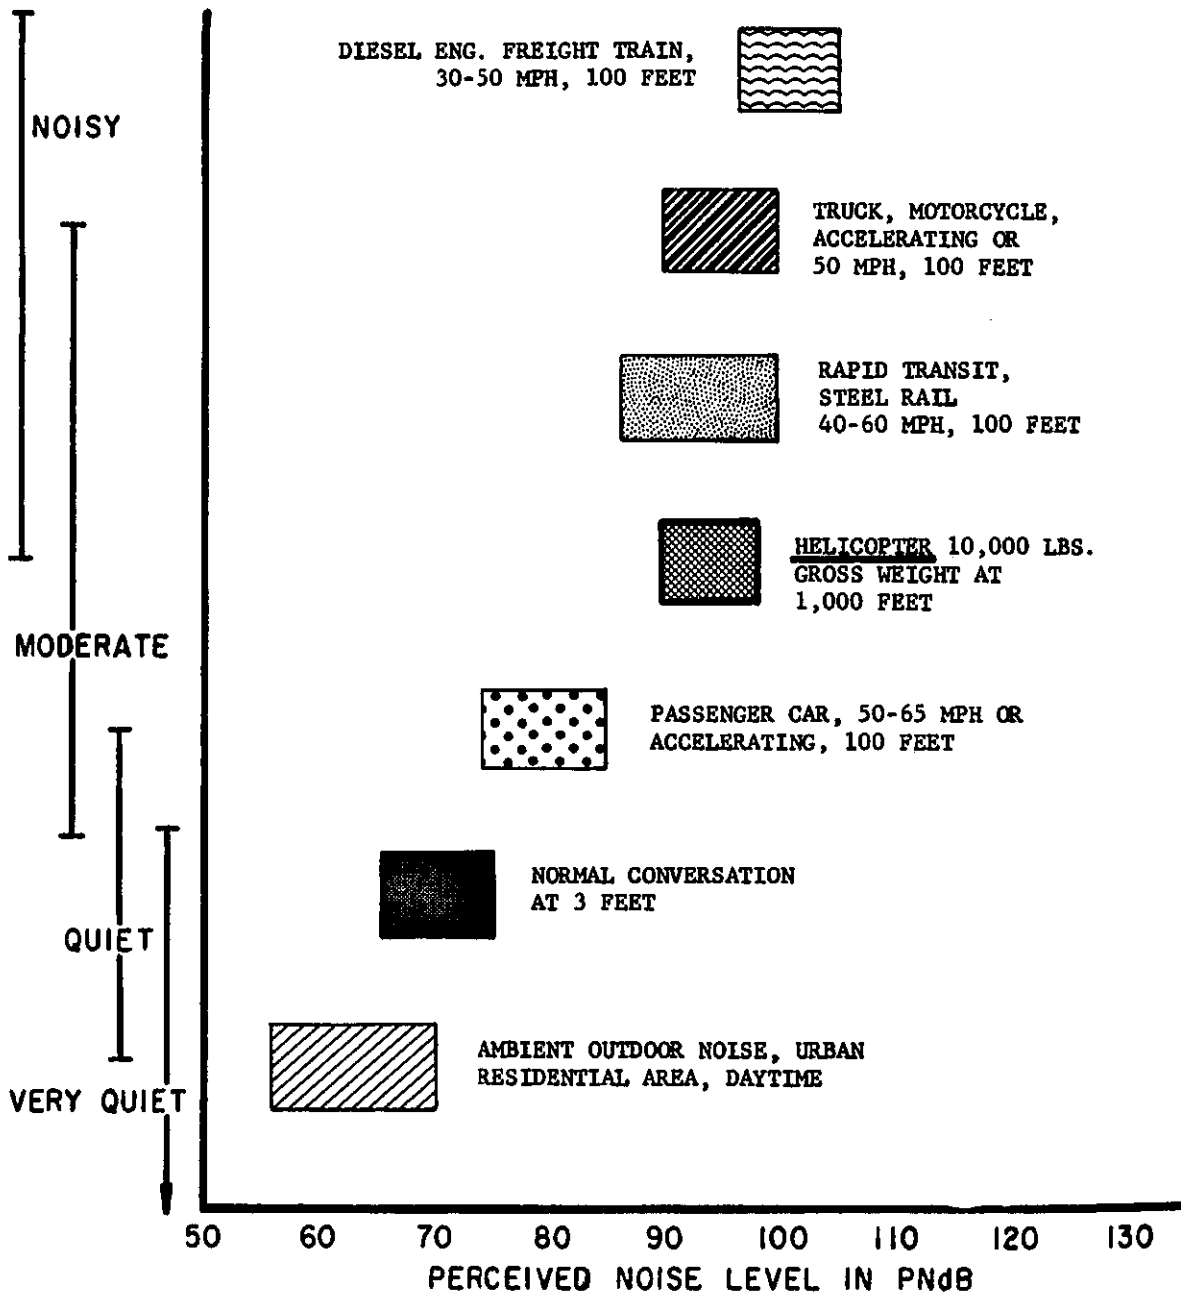 DIESEL ENG. FREIGHT TRAIN,
30-50 MPH, 100 FEET
NOISY
TRUCK, MOTORCYCLE,
ACCELERATING OR
50 MPH, 100 FEET
RAPID TRANSIT,
STEEL RAIL
40-60 MPH, 100 FEET
HELICOPTER 10,000 LBS.
GROSS WEIGHT AT
1,000 FEET
MODERATE
PASSENGER CAR, 50-65 MPH OR
ACCELERATING, 100 FEET
NORMAL CONVERSATION
AT 3 FEET
QUIET
AMBIENT OUTDOOR NOISE, URBAN
RESIDENTIAL AREA, DAYTIME
VERY QUIET
50 60 70 80 90 100 110 120 130
PERCEIVED NOISE LEVEL IN PNdB